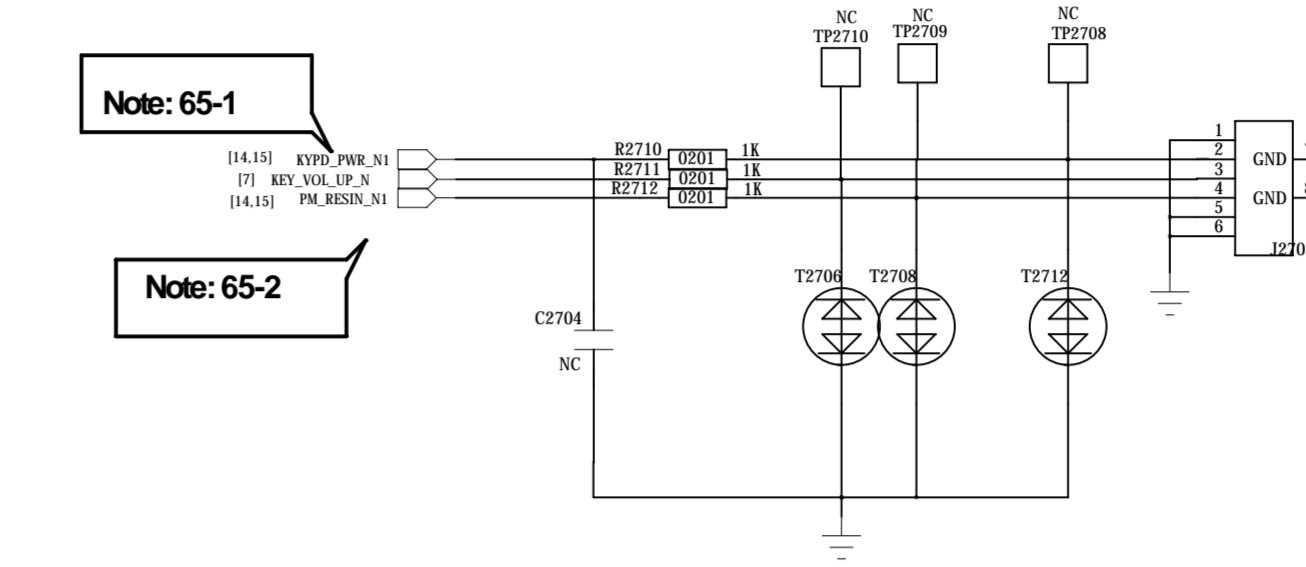 NC
TP2710
NC
TP2709
NC
TP2708
Note: 65-1
[14,15] KYPD_PWR_N1
[7] KEY_VOL_UP_N
[14,15] PM_RESIN_N1
R2710 0201 1K
R2711 0201 1K
R2712 0201 1K
1
2
3
4
5
6
GND
GND
Note: 65-2
T2706
T2708
T2712
C2704
NC